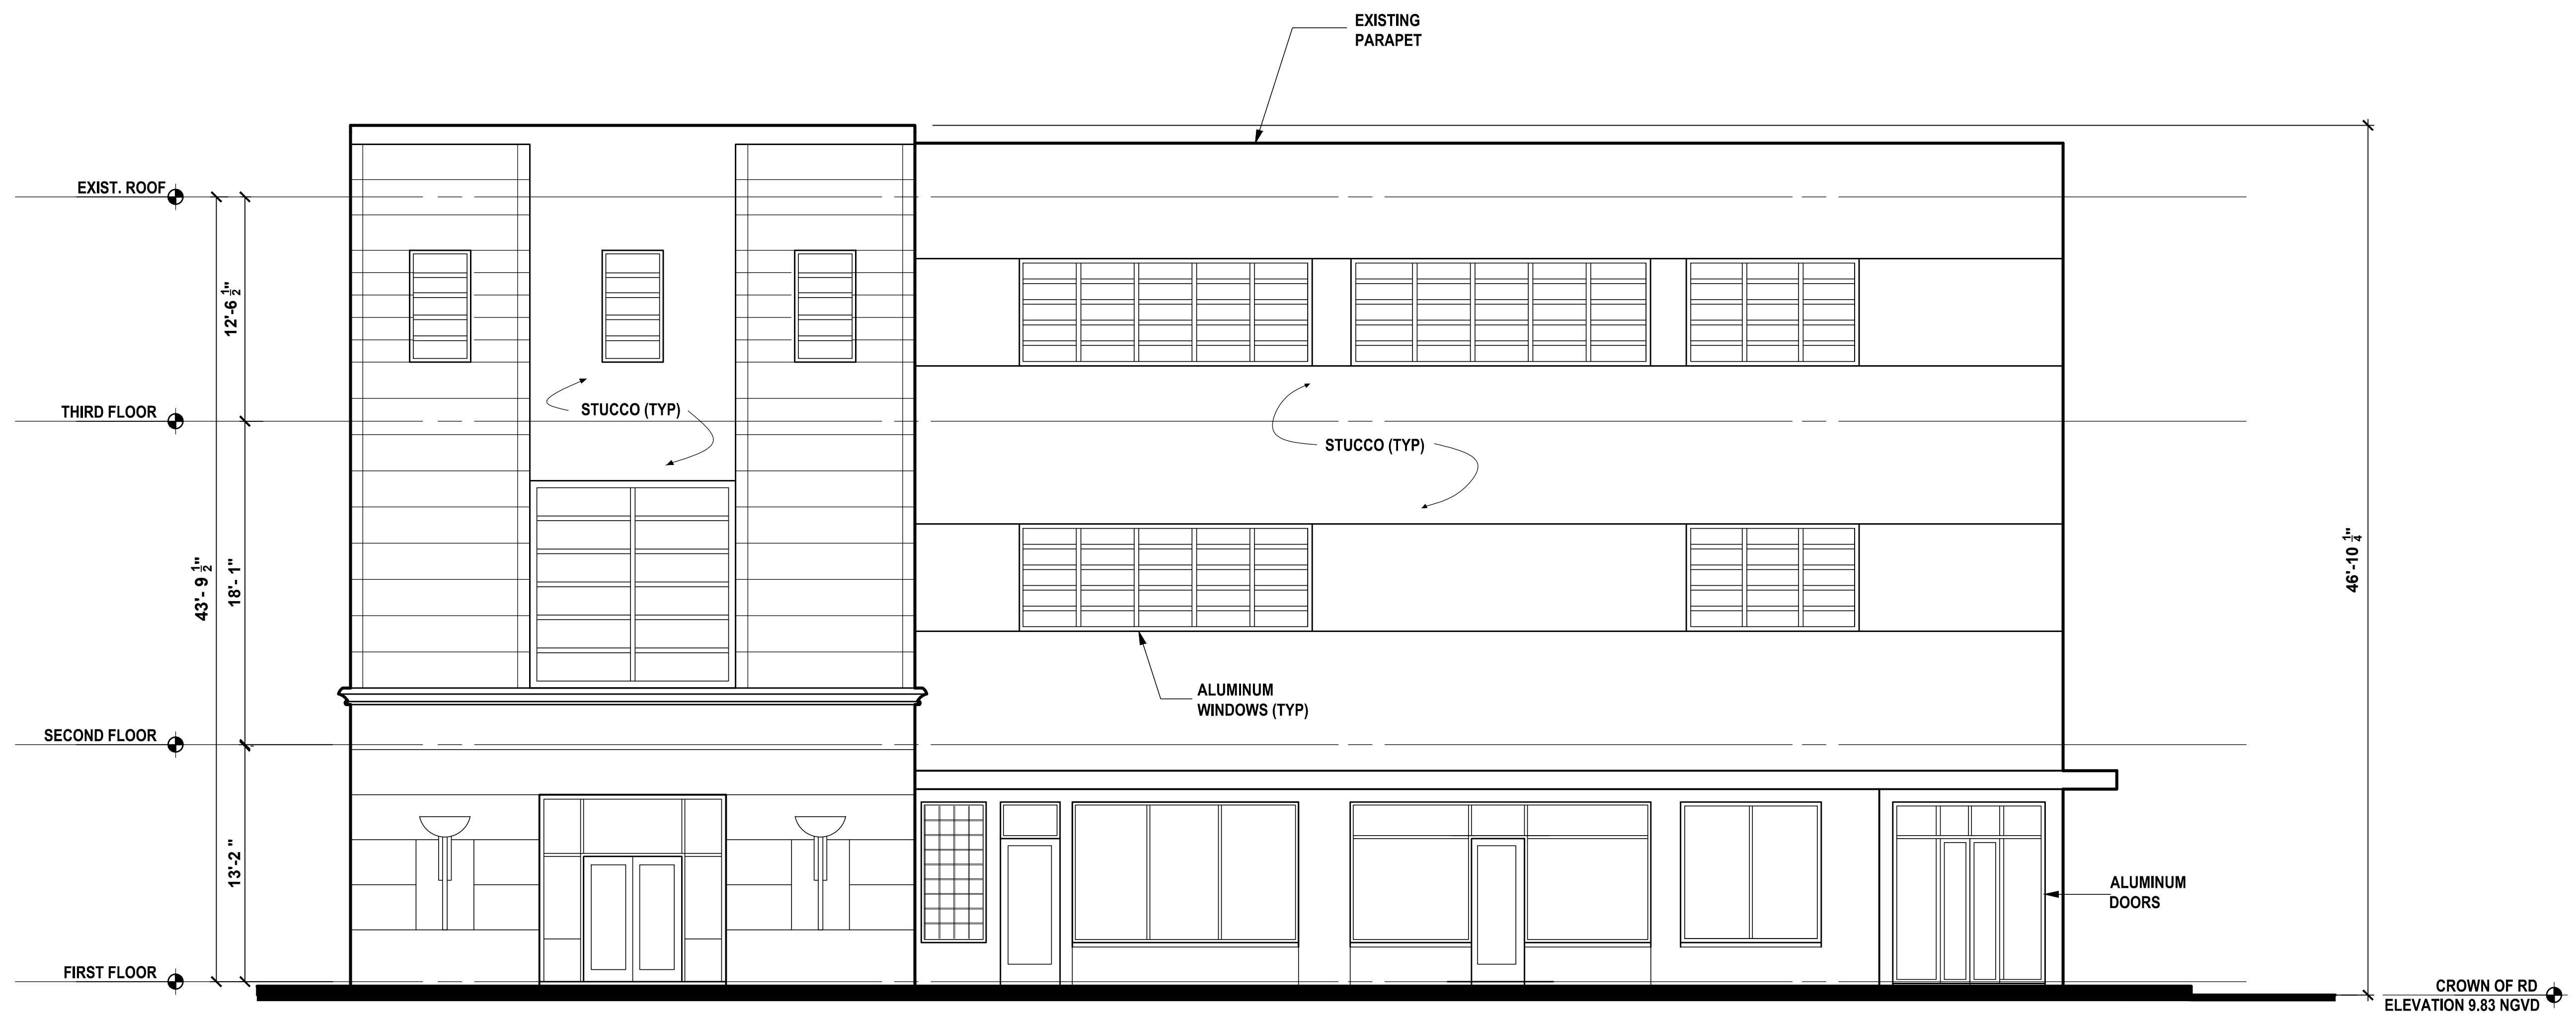 EXISTING
PARAPET
EXIST. ROOF
12'-6 1/2"
THIRD FLOOR
STUCCO (TYP)
STUCCO (TYP)
43'- 9 1/2"
18'- 1"
46'-10 1/4"
ALUMINUM
WINDOWS (TYP)
SECOND FLOOR
13'-2 "
ALUMINUM
DOORS
FIRST FLOOR
CROWN OF RD
ELEVATION 9.83 NGVD